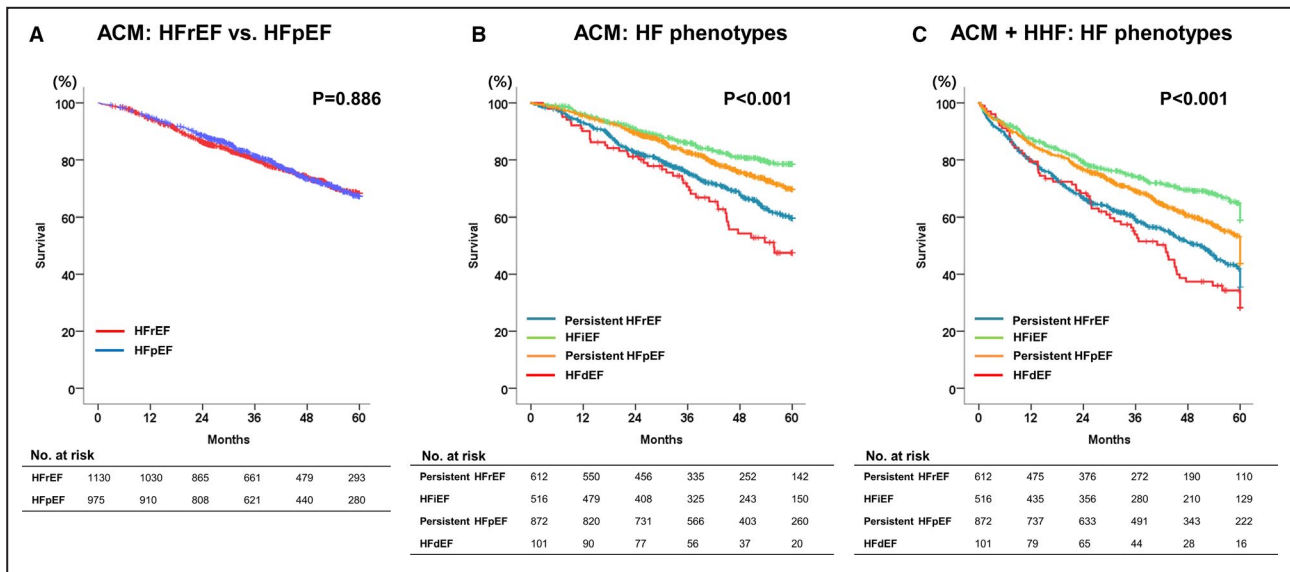 A ACM: HFrEF vs. HFpEF
(%)
P=0.886
100
80
60
40
20
0
Survival
HFrEF
HFpEF
0 12 24 36 48 60
Months
No. at risk
HFrEF 1130 1030 865 661 479 293
HFpEF 975 910 808 621 440 280
B ACM: HF phenotypes
(%)
P<0.001
100
80
60
40
20
0
Survival
Persistent HFrEF
HFiEF
Persistent HFpEF
HFdEF
0 12 24 36 48 60
Months
No. at risk
Persistent HFrEF 612 550 456 335 252 142
HFiEF 516 479 408 325 243 150
Persistent HFpEF 872 820 731 566 403 260
HFdEF 101 90 77 56 37 20
C ACM + HHF: HF phenotypes
(%)
P<0.001
100
80
60
40
20
0
Survival
Persistent HFrEF
HFiEF
Persistent HFpEF
HFdEF
0 12 24 36 48 60
Months
No. at risk
Persistent HFrEF 612 475 376 272 190 110
HFiEF 516 435 356 280 210 129
Persistent HFpEF 872 737 633 491 343 222
HFdEF 101 79 65 44 28 16